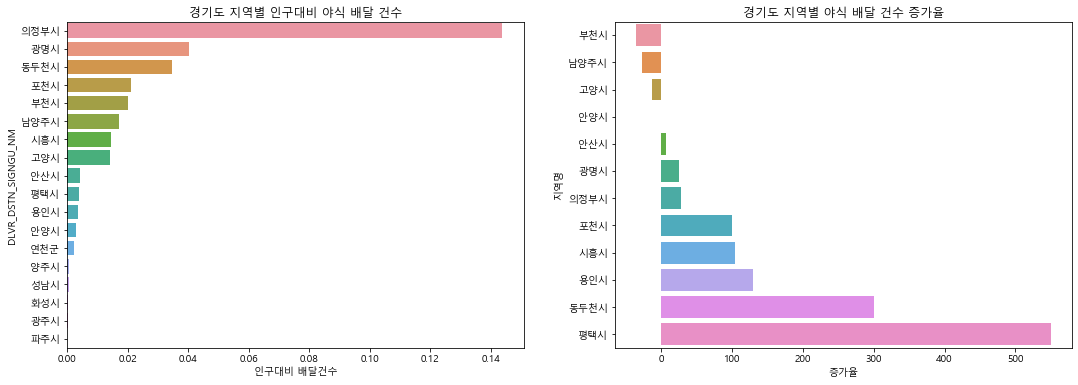 경기도 지역별 인구대비 야식 배달 건수
DLVR_DSTN_SIGNGU_NM
의정부시
광명시
동두천시
포천시
부천시
남양주시
시흥시
고양시
안산시
평택시
용인시
안양시
연천군
양주시
성남시
화성시
광주시
파주시
0.00 0.02 0.04 0.06 0.08 0.10 0.12 0.14
인구대비 배달건수
경기도 지역별 야식 배달 건수 증가율
지역명
부천시
남양주시
고양시
안양시
안산시
광명시
의정부시
포천시
시흥시
용인시
동두천시
평택시
0 100 200 300 400 500
증가율